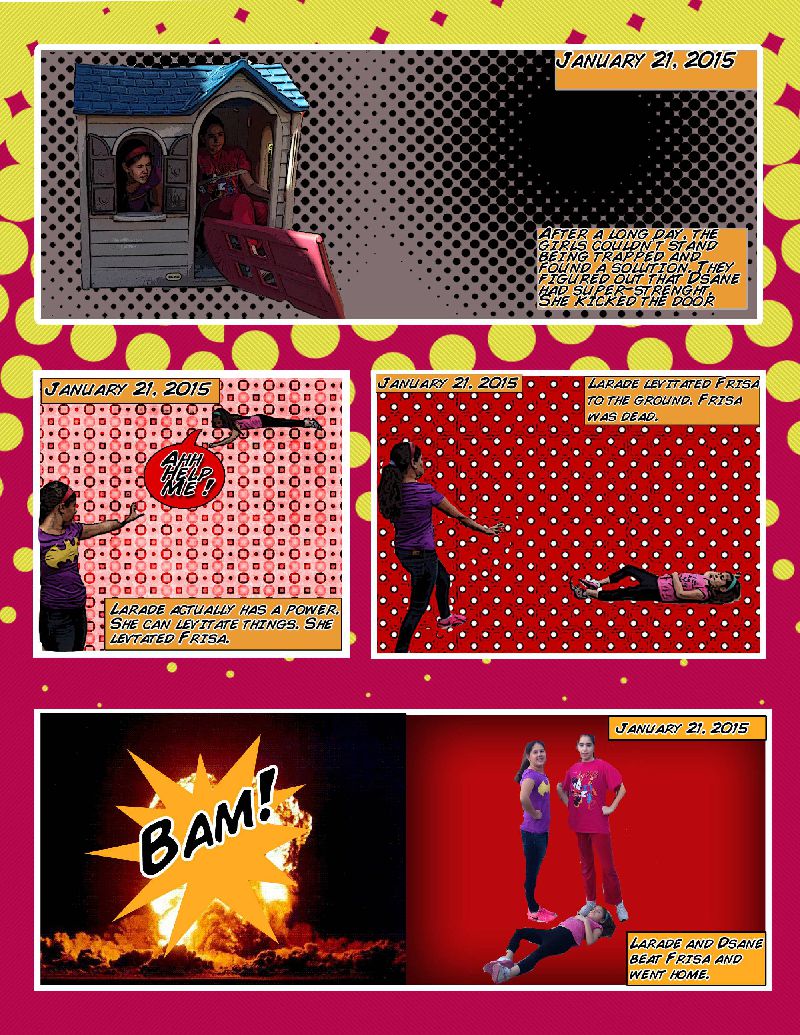 January 21, 2015
After a long day, the
girls couldn't stand
being trapped and
found a solution. They
figured out that Dsane
had super strenght.
She kicked the door
January 21, 2015
Ahh
help
me!
Larade actually has a power.
She can levitate things. She
levtated Frisa.
January 21, 2015
Larade levitated Frisa
to the ground. Frisa
was dead.
Bam!
January 21, 2015
Larade and Dsane
beat Frisa and
went home.